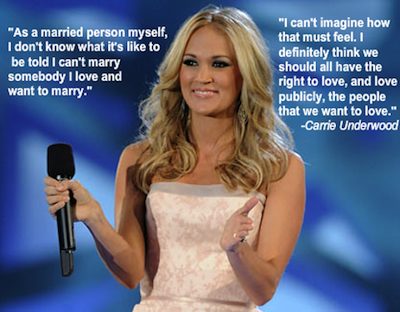 "As a married person myself,
I don't know what it's like to
be told I can't marry
somebody I love and
want to marry."
"I can't imagine how
that must feel. I
definitely think we
should all have the
right to love, and love
publicly, the people
that we want to love."
-Carrie Underwood